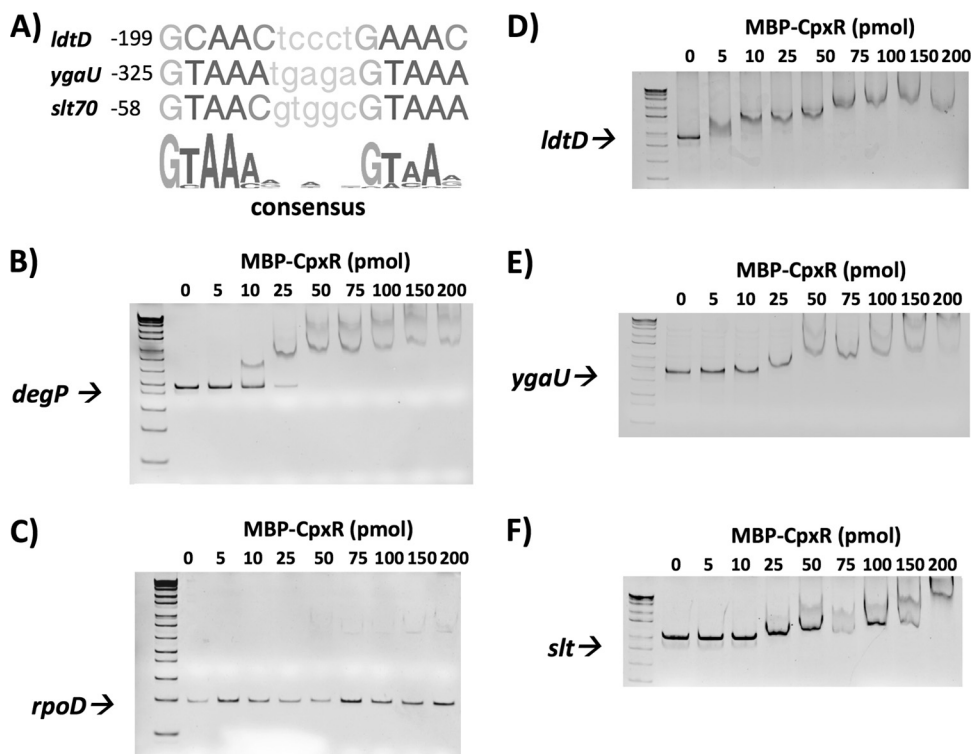 A)
ldtD -199 GCAACtccctGAAAC
ygaU -325 GTAAAtgagaGTAAA
slt70 -58 GTAACgtggcGTAAA
GTAAA GTAA
consensus
B)
MBP-CpxR (pmol)
0 5 10 25 50 75 100 150 200
degP →
C)
MBP-CpxR (pmol)
0 5 10 25 50 75 100 150 200
rpoD →
D)
MBP-CpxR (pmol)
0 5 10 25 50 75 100 150 200
ldtD →
E)
MBP-CpxR (pmol)
0 5 10 25 50 75 100 150 200
ygaU →
F)
MBP-CpxR (pmol)
0 5 10 25 50 75 100 150 200
slt →